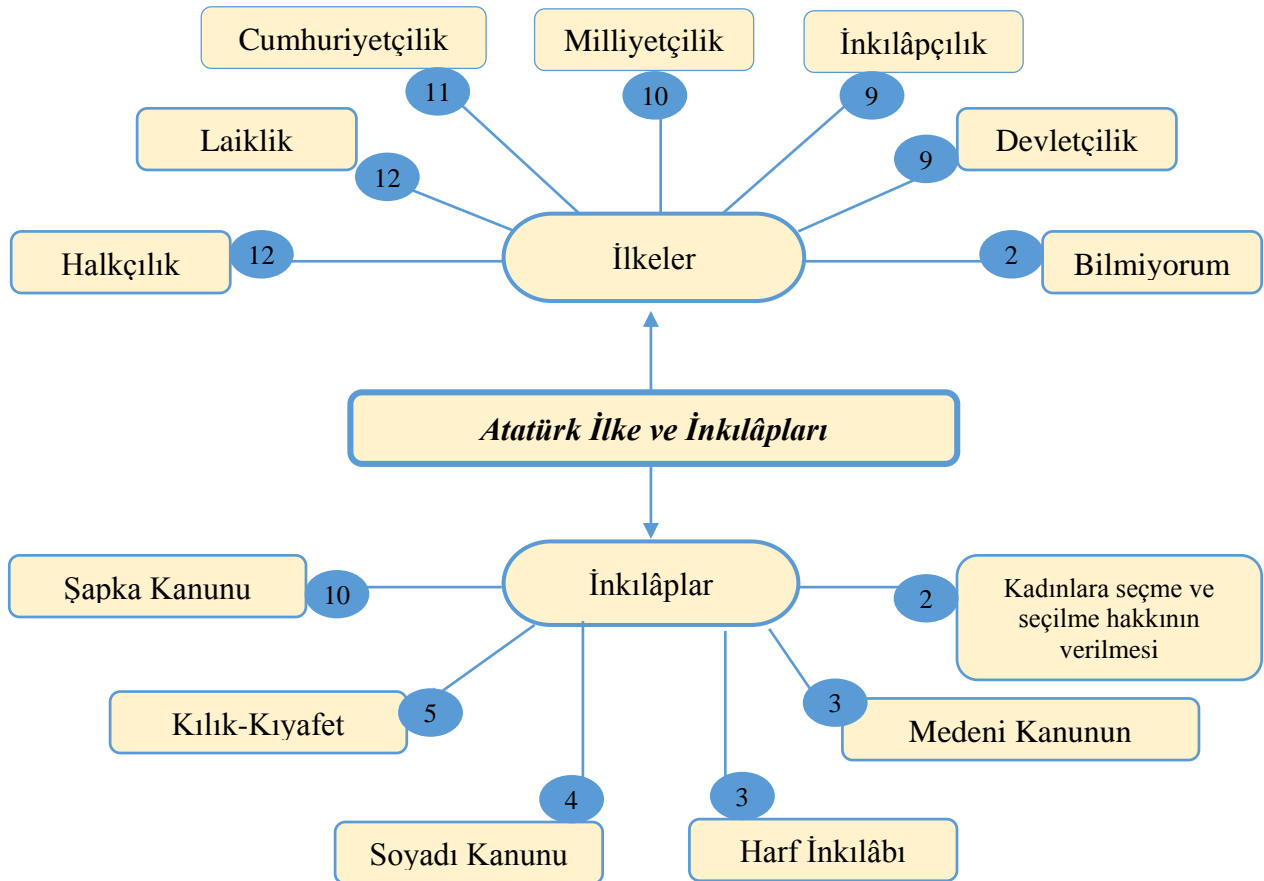 Cumhuriyetçilik
11
Milliyetçilik
10
İnkılâpçılık
9
Laiklik
12
Devletçilik
9
Halkçılık
12
İlkeler
2
Bilmiyorum
Atatürk İlke ve İnkılâpları
Şapka Kanunu
10
İnkılâplar
2
Kadınlara seçme ve
seçilme hakkının
verilmesi
Kılık-Kıyafet
5
3
Medeni Kanunun
4
Soyadı Kanunu
3
Harf İnkılâbı